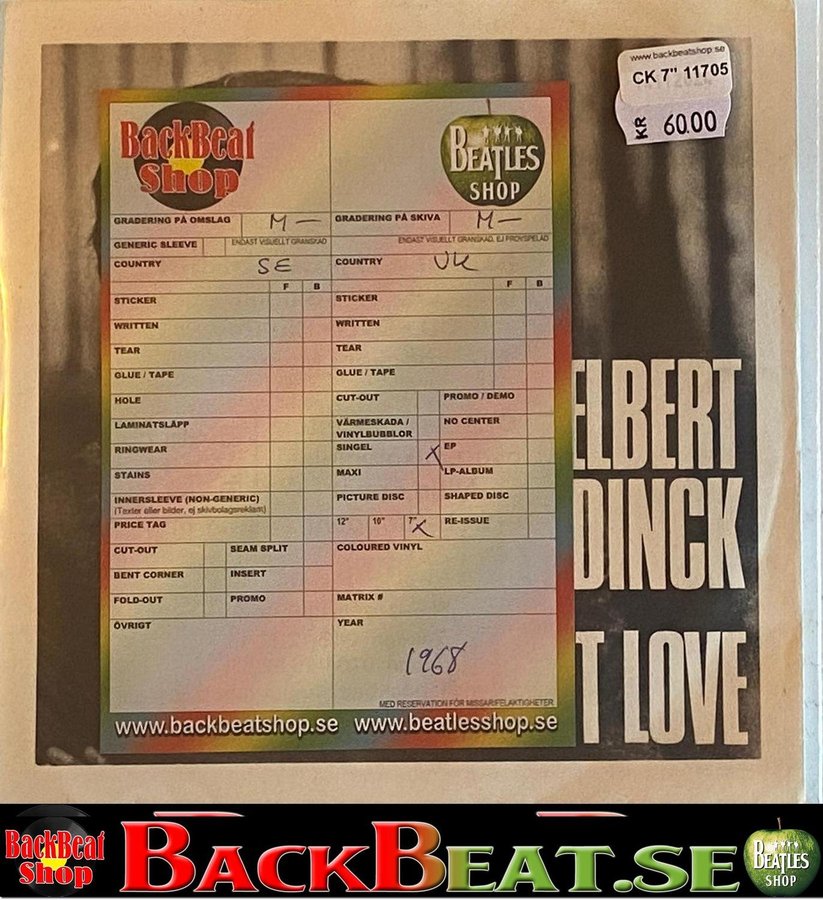 www.backbeatshop.se
CK 7" 11705
KR 60.00
BackBeat
Shop
BEATLES
SHOP
GRADERING PÅ OMSLAG M-
GRADERING PÅ SKIVA M-
GENERIC SLEEVE
ENDAST VISUELLT GRANSKAD
ENDAST VISUELLT GRANSKAD, EJ PROVSPELAD
COUNTRY SE
COUNTRY UK
F B
F B
STICKER
STICKER
WRITTEN
WRITTEN
TEAR
TEAR
GLUE / TAPE
GLUE / TAPE
HOLE
CUT-OUT
PROMO / DEMO
LAMINATSLÄPP
VÄRMESKADA /
VINYLBUBBLOR
NO CENTER
RINGWEAR
SINGEL X
EP
STAINS
MAXI
LP-ALBUM
INNERSLEEVE (NON-GENERIC)
(Texter eller bilder, ej skivbolagsreklam)
PICTURE DISC
SHAPED DISC
PRICE TAG
12" 10" 7" X
RE-ISSUE
CUT-OUT
SEAM SPLIT
COLOURED VINYL
BENT CORNER
INSERT
FOLD-OUT
PROMO
MATRIX #
ÖVRIGT
YEAR
1968
MED RESERVATION FÖR MISSAR/FELAKTIGHETER
www.backbeatshop.se www.beatlesshop.se
ELBERT
DINCK
T LOVE
BackBeat
Shop
BACKBEAT.SE
BEATLES
SHOP